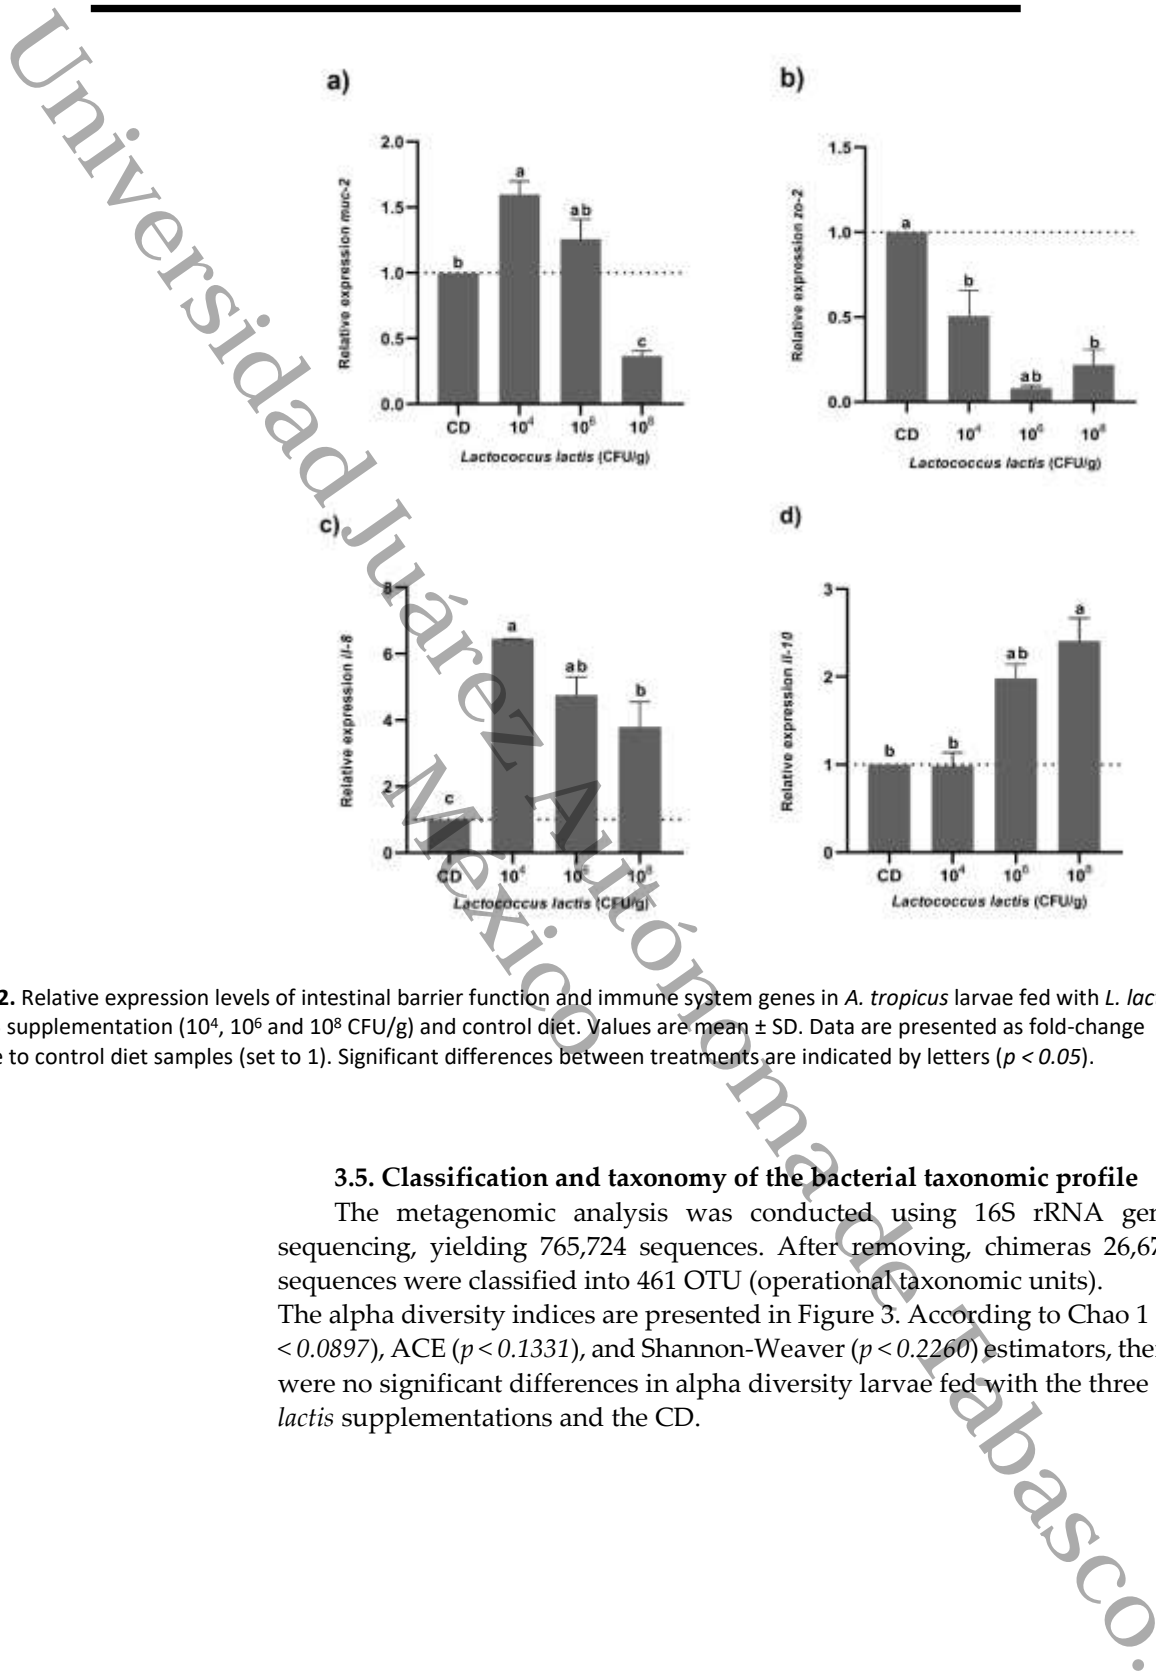 a)
b)
2.0
1.5
1.0
0.5
0.0
Relative expression muc-2
b
a
ab
c
CD 10⁴ 10⁶ 10⁸
Lactococcus lactis (CFU/g)
1.5
1.0
0.5
0.0
Relative expression zo-2
a
b
ab
b
CD 10⁴ 10⁶ 10⁸
Lactococcus lactis (CFU/g)
c)
d)
8
6
4
2
0
Relative expression il-8
c
a
ab
b
CD 10⁴ 10⁶ 10⁸
Lactococcus lactis (CFU/g)
3
2
1
0
Relative expression il-10
b
b
ab
a
CD 10⁴ 10⁶ 10⁸
Lactococcus lactis (CFU/g)
2. Relative expression levels of intestinal barrier function and immune system genes in A. tropicus larvae fed with L. lact
supplementation (10⁴, 10⁶ and 10⁸ CFU/g) and control diet. Values are mean ± SD. Data are presented as fold-change
e to control diet samples (set to 1). Significant differences between treatments are indicated by letters (p < 0.05).
3.5. Classification and taxonomy of the bacterial taxonomic profile
The metagenomic analysis was conducted using 16S rRNA gen
sequencing, yielding 765,724 sequences. After removing, chimeras 26,67
sequences were classified into 461 OTU (operational taxonomic units).
The alpha diversity indices are presented in Figure 3. According to Chao 1
< 0.0897), ACE (p < 0.1331), and Shannon-Weaver (p < 0.2260) estimators, the
were no significant differences in alpha diversity larvae fed with the three
lactis supplementations and the CD.
Universidad Juárez Autónoma de Tabasco.
México